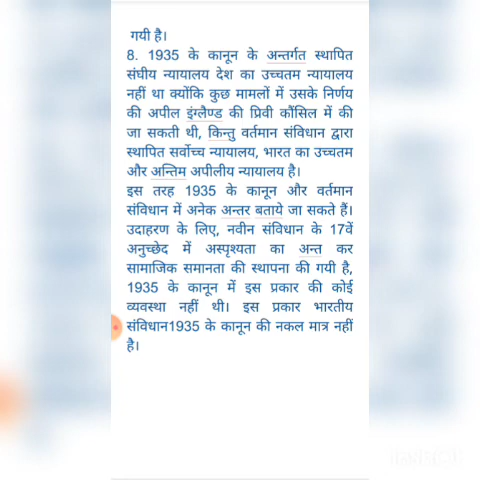 गयी है।
8. 1935 के कानून के अन्तर्गत स्थापित
संघीय न्यायालय देश का उच्चतम न्यायालय
नहीं था क्योंकि कुछ मामलों में उसके निर्णय
की अपील इंग्लैण्ड की प्रिवी कौंसिल में की
जा सकती थी, किन्तु वर्तमान संविधान द्वारा
स्थापित सर्वोच्च न्यायालय, भारत का उच्चतम
और अन्तिम अपीलीय न्यायालय है।
इस तरह 1935 के कानून और वर्तमान
संविधान में अनेक अन्तर बताये जा सकते हैं।
उदाहरण के लिए, नवीन संविधान के 17वें
अनुच्छेद में अस्पृश्यता का अन्त कर
सामाजिक समानता की स्थापना की गयी है,
1935 के कानून में इस प्रकार की कोई
व्यवस्था नहीं थी। इस प्रकार भारतीय
संविधान1935 के कानून की नकल मात्र नहीं
है।